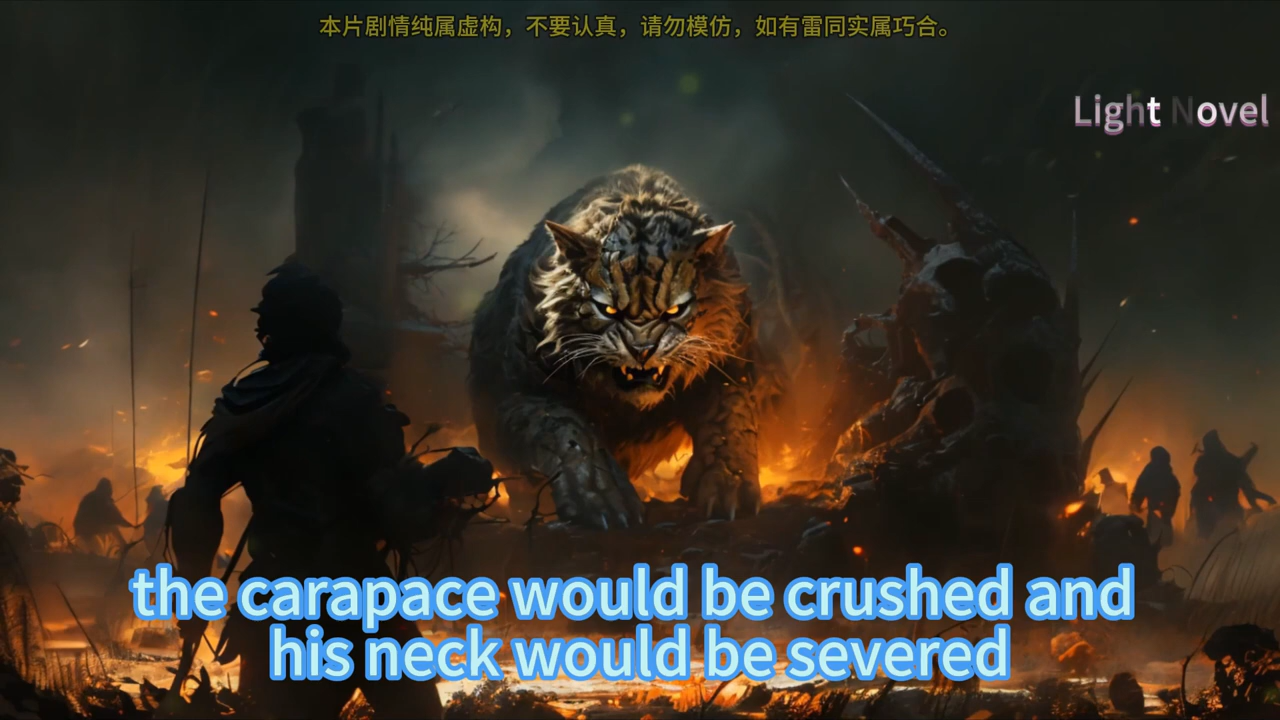 本片剧情纯属虚构，不要认真，请勿模仿，如有雷同实属巧合。
Light Novel
the carapace would be crushed and
his neck would be severed